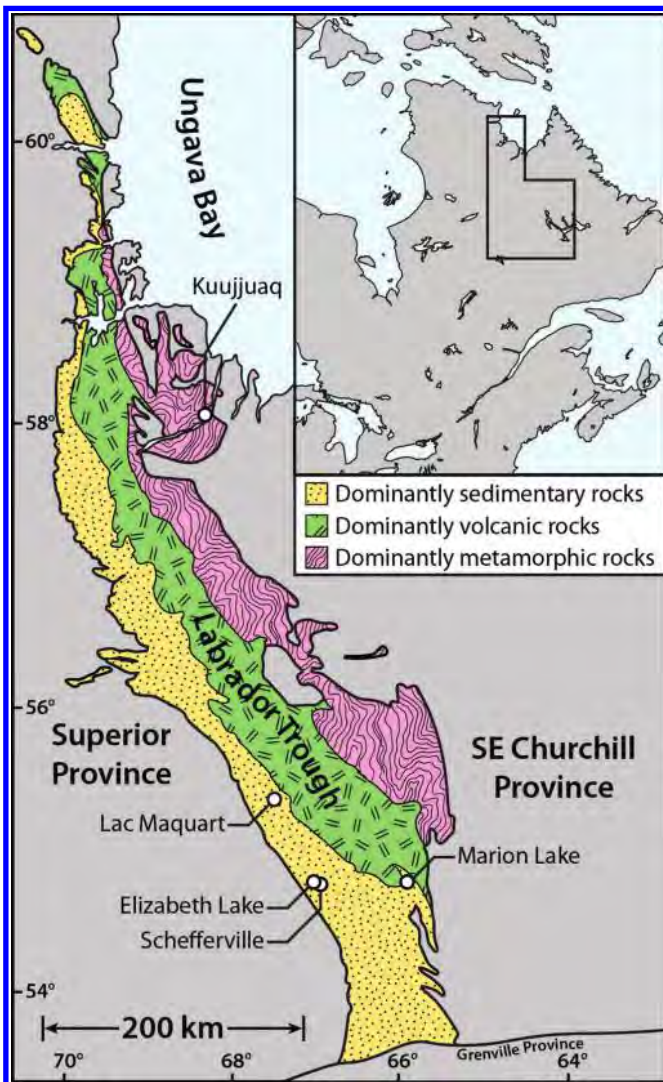 Ungava Bay
60°
Kuujjuaq
58°
Dominantly sedimentary rocks
Dominantly volcanic rocks
Dominantly metamorphic rocks
Labrador Trough
56°
Superior
Province
SE Churchill
Province
Lac Maquart
Marion Lake
Elizabeth Lake
Schefferville
54°
200 km
Grenville Province
70°
68°
66°
64°